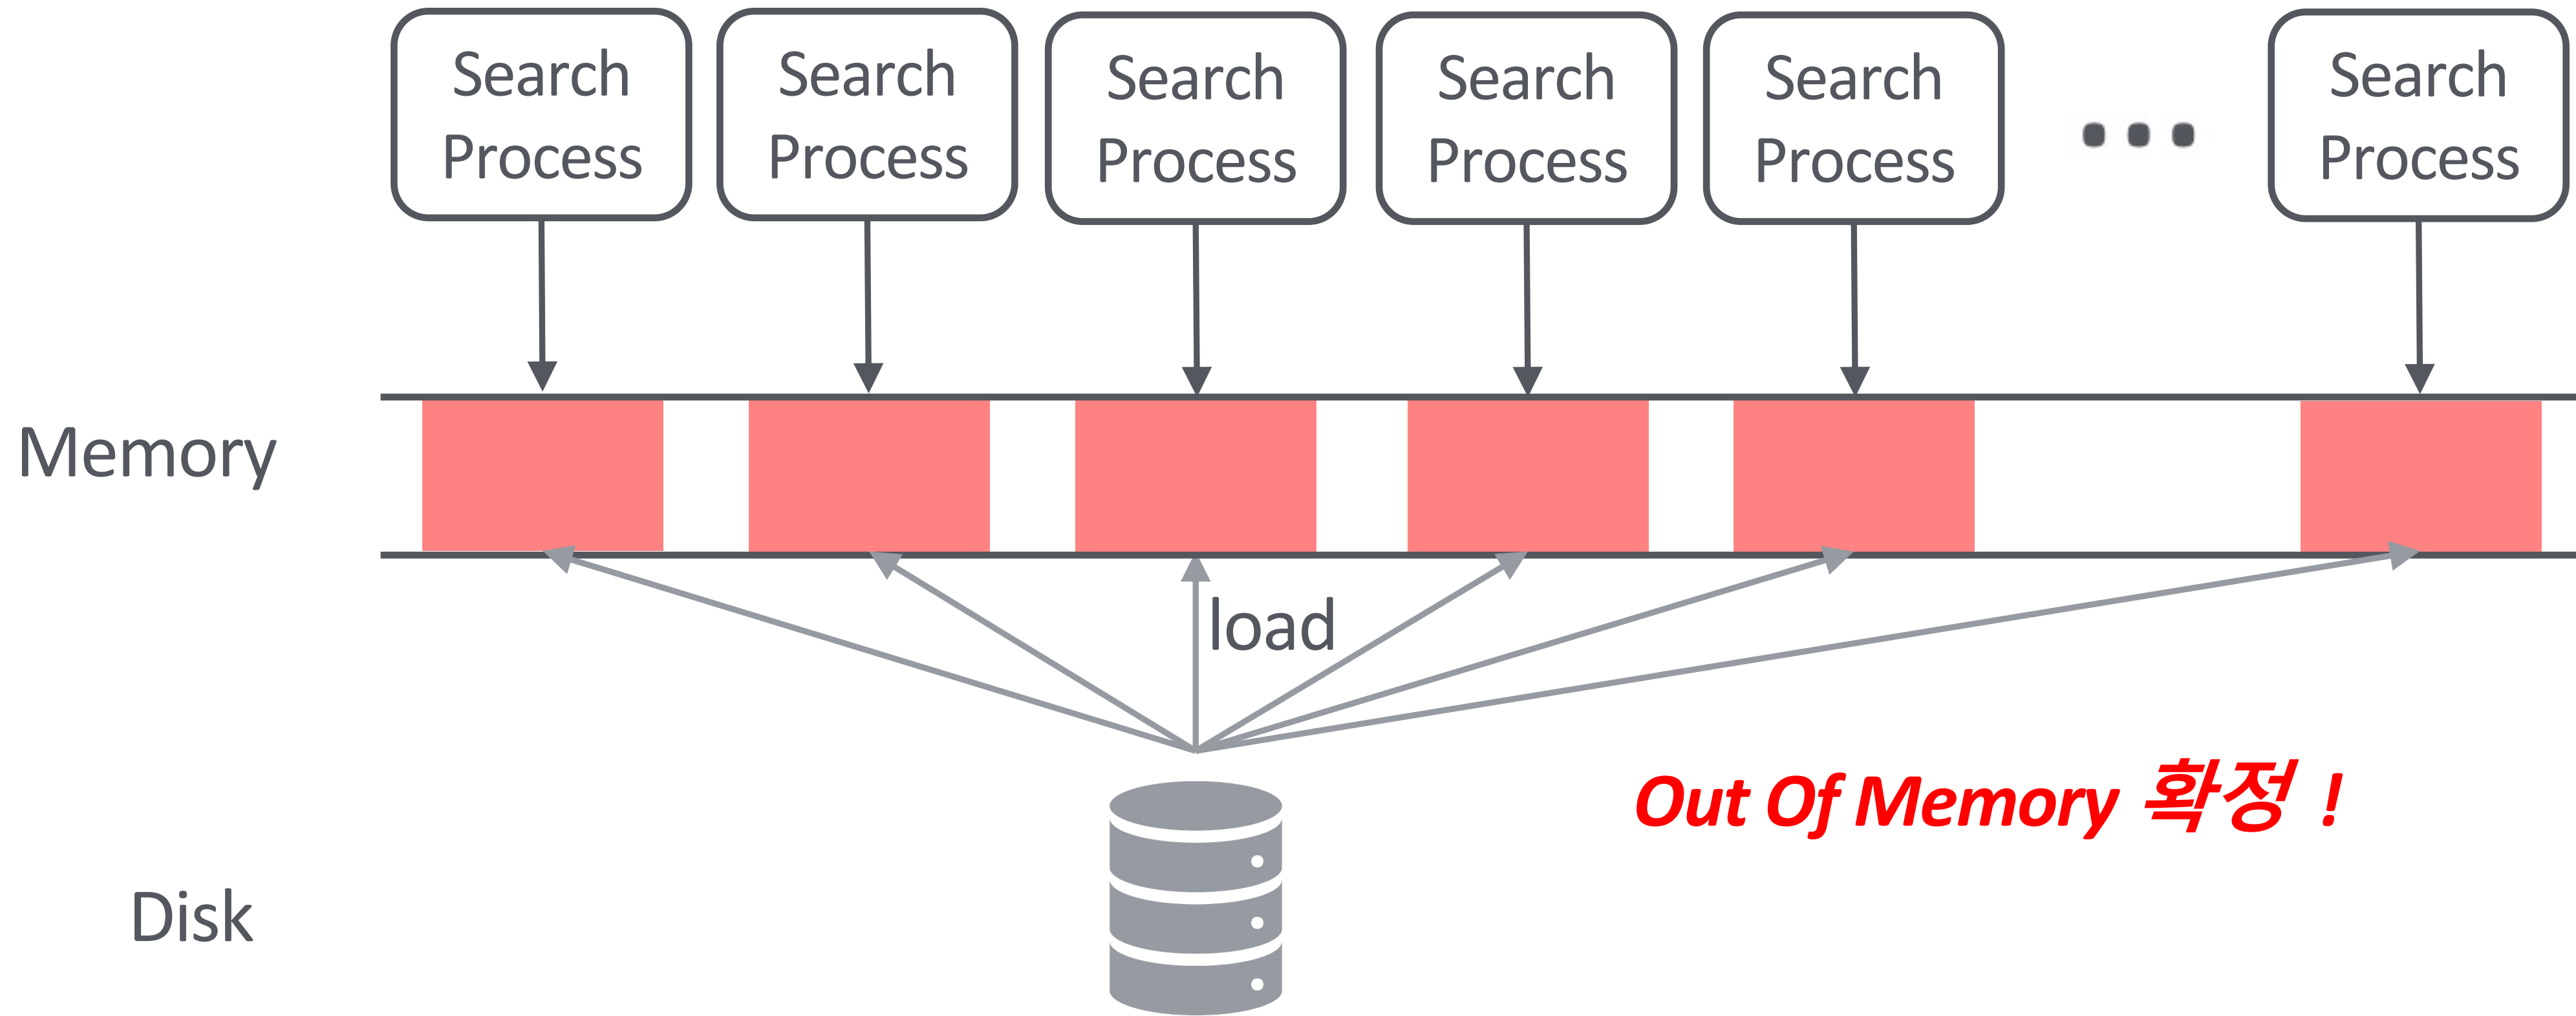 Search
Process
Search
Process
Search
Process
Search
Process
Search
Process
...
Search
Process
Memory
load
Out Of Memory 확정 !
Disk